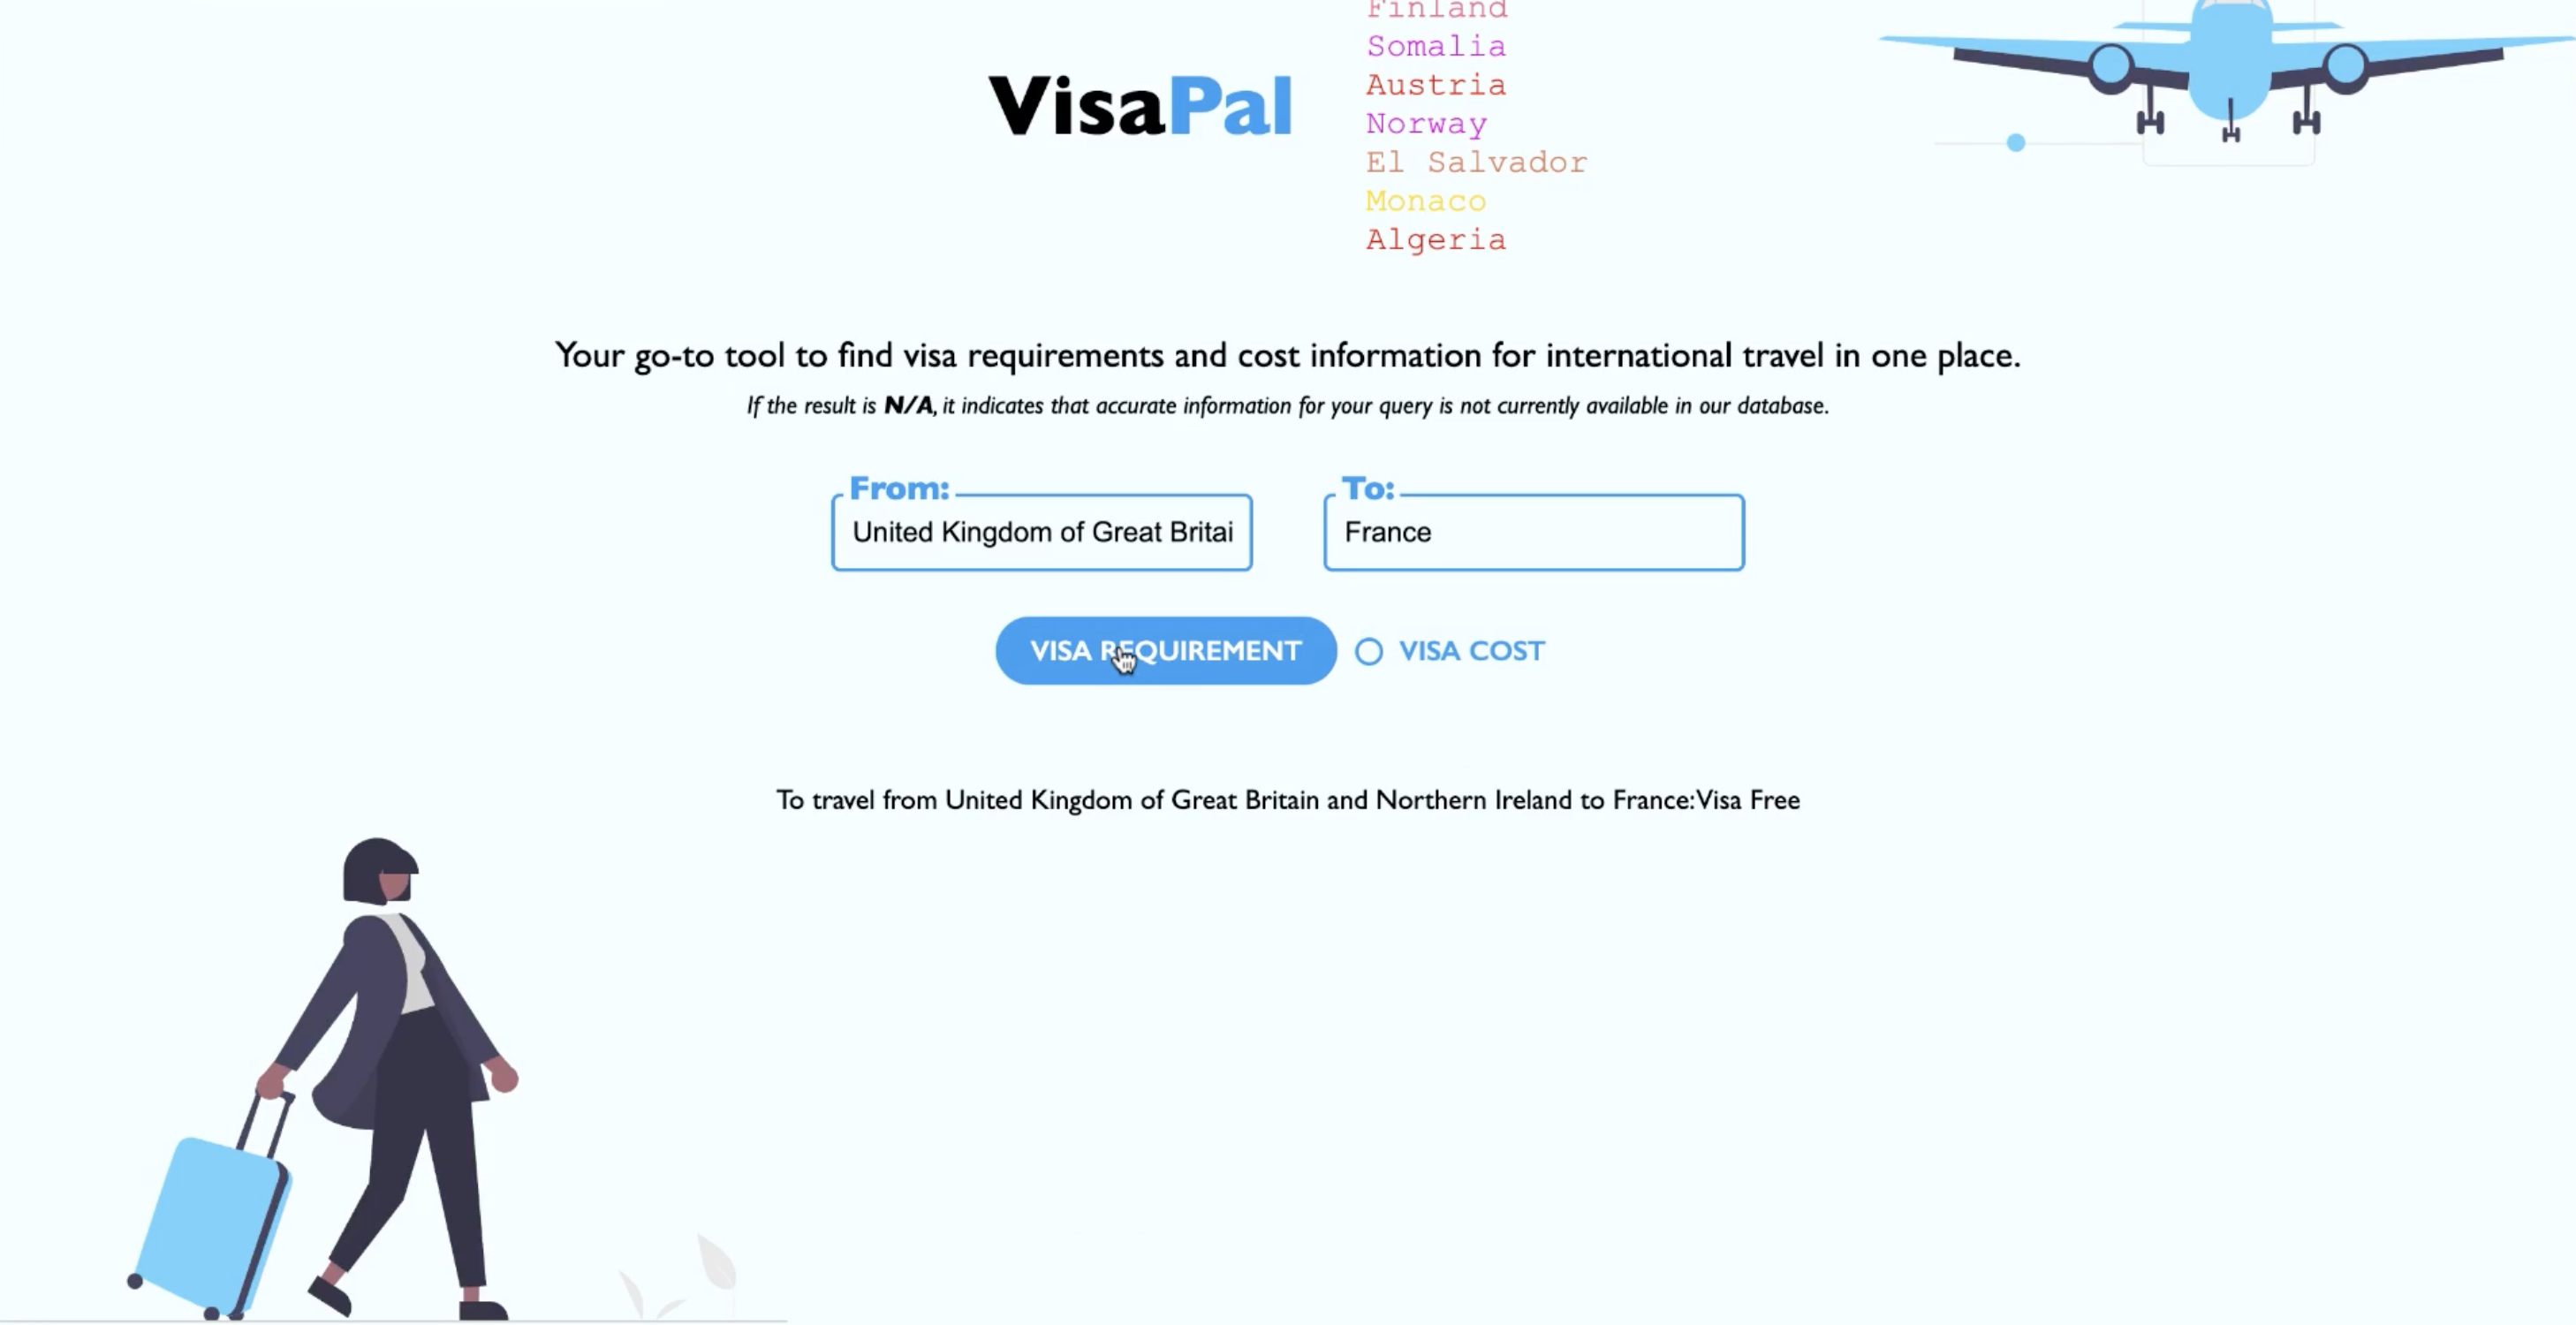 Finland
Somalia
Austria
Norway
El Salvador
Monaco
Algeria
VisaPal
Your go-to tool to find visa requirements and cost information for international travel in one place.
If the result is N/A, it indicates that accurate information for your query is not currently available in our database.
From:
United Kingdom of Great Britai
To:
France
VISA REQUIREMENT
VISA COST
To travel from United Kingdom of Great Britain and Northern Ireland to France:Visa Free